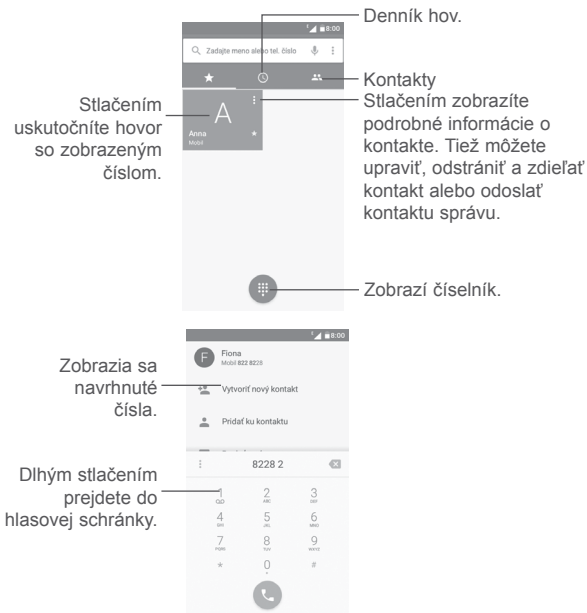 Denník hov.
8:00
Zadajte meno alebo tel. číslo
Kontakty
Stlačením
uskutočníte hovor
so zobrazeným
číslom.
A
Anna
Mobil
Stlačením zobrazíte
podrobné informácie o
kontakte. Tiež môžete
upraviť, odstrániť a zdieľať
kontakt alebo odoslať
kontaktu správu.
Zobrazí číselník.
8:00
F
Fiona
Mobil 822 8228
Zobrazia sa
navrhnuté
čísla.
Vytvoriť nový kontakt
Pridať ku kontaktu
8228 2
Dlhým stlačením
prejdete do
hlasovej schránky.
1 2 3
ABC DEF
4 5 6
GHI JKL MNO
7 8 9
PQRS TUV WXYZ
* 0 #
+